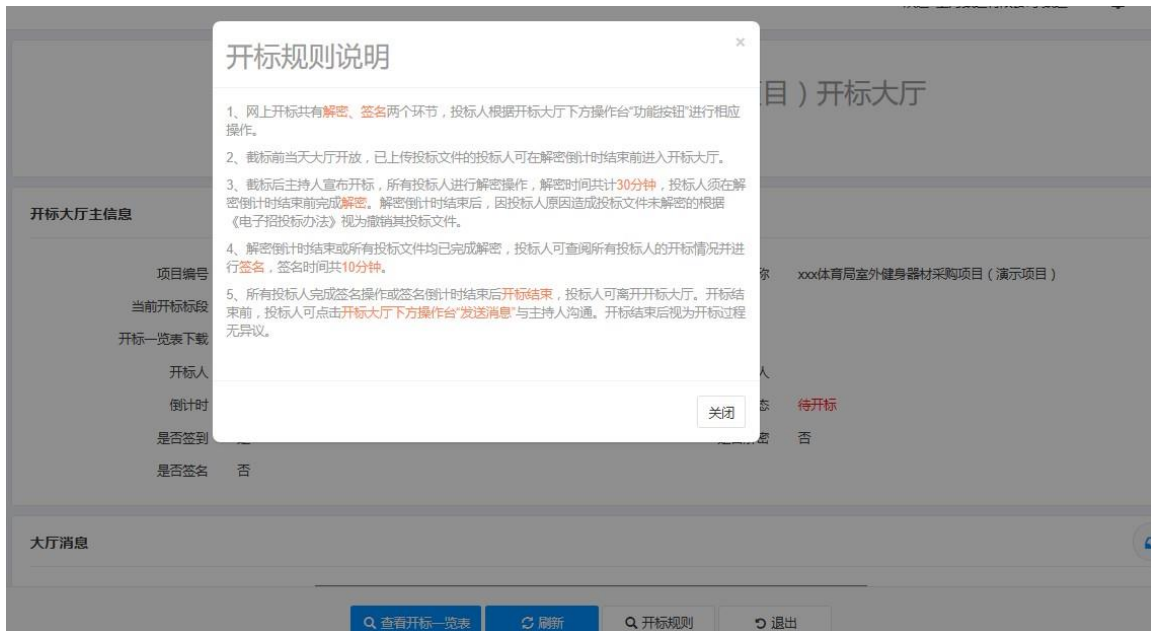 开标规则说明
×
目）开标大厅
1、网上开标共有解密、签名两个环节，投标人根据开标大厅下方操作台“功能按钮”进行相应
操作。
2、截标前当天大厅开放，已上传投标文件的投标人可在解密倒计时结束前进入开标大厅。
3、截标后主持人宣布开标，所有投标人进行解密操作，解密时间共计30分钟，投标人须在解
密倒计时结束前完成解密。解密倒计时结束后，因投标人原因造成投标文件未解密的根据
《电子招投标办法》视为撤销其投标文件。
4、解密倒计时结束或所有投标文件均已完成解密，投标人可查阅所有投标人的开标情况并进
行签名，签名时间共10分钟。
5、所有投标人完成签名操作或签名倒计时结束后开标结束，投标人可离开开标大厅。开标结
束前，投标人可点击开标大厅下方操作台“发送消息”与主持人沟通。开标结束后视为开标过程
无异议。
关闭
开标大厅主信息
项目编号
称 xxx体育局室外健身器材采购项目（演示项目）
当前开标标段
开标一览表下载
开标人
人
倒计时
态 待开标
是否签到
密 否
是否签名 否
大厅消息
查看开标一览表 刷新 开标规则 退出